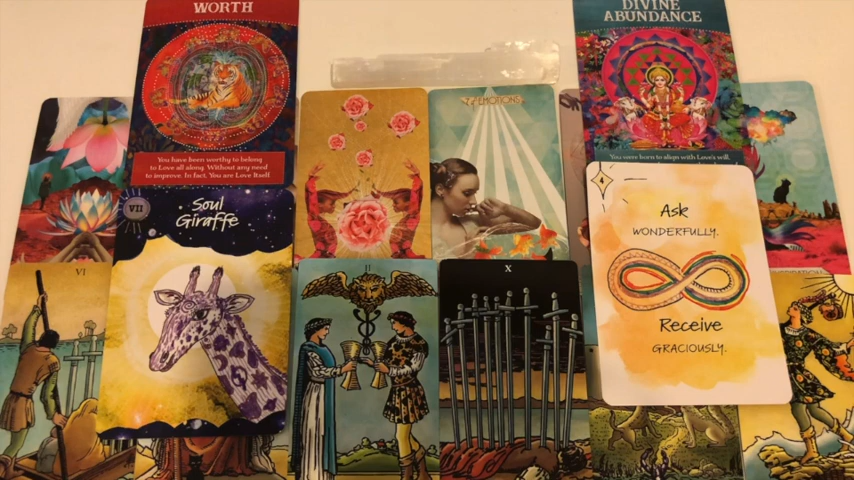 WORTH
You have been worthy to belong
to Love all along. Without any need
to improve. In fact, You are Love Itself
DIVINE
ABUNDANCE
You were born to align with Love's will,
EMOTIONS
VII
Soul
Giraffe
Ask
WONDERFULLY.
Receive
GRACIOUSLY.
VI
II
X